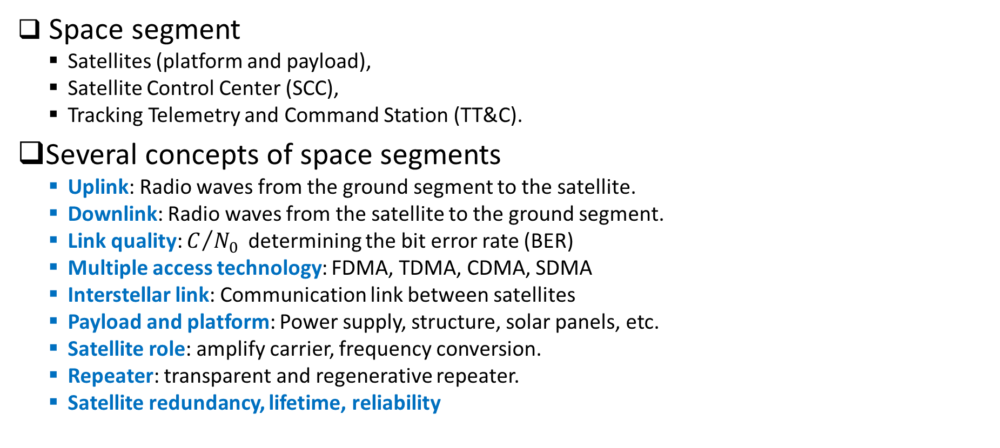 ❑ Space segment
▪ Satellites (platform and payload),
▪ Satellite Control Center (SCC),
▪ Tracking Telemetry and Command Station (TT&C).
❑Several concepts of space segments
▪ Uplink: Radio waves from the ground segment to the satellite.
▪ Downlink: Radio waves from the satellite to the ground segment.
▪ Link quality: C/N₀ determining the bit error rate (BER)
▪ Multiple access technology: FDMA, TDMA, CDMA, SDMA
▪ Interstellar link: Communication link between satellites
▪ Payload and platform: Power supply, structure, solar panels, etc.
▪ Satellite role: amplify carrier, frequency conversion.
▪ Repeater: transparent and regenerative repeater.
▪ Satellite redundancy, lifetime, reliability